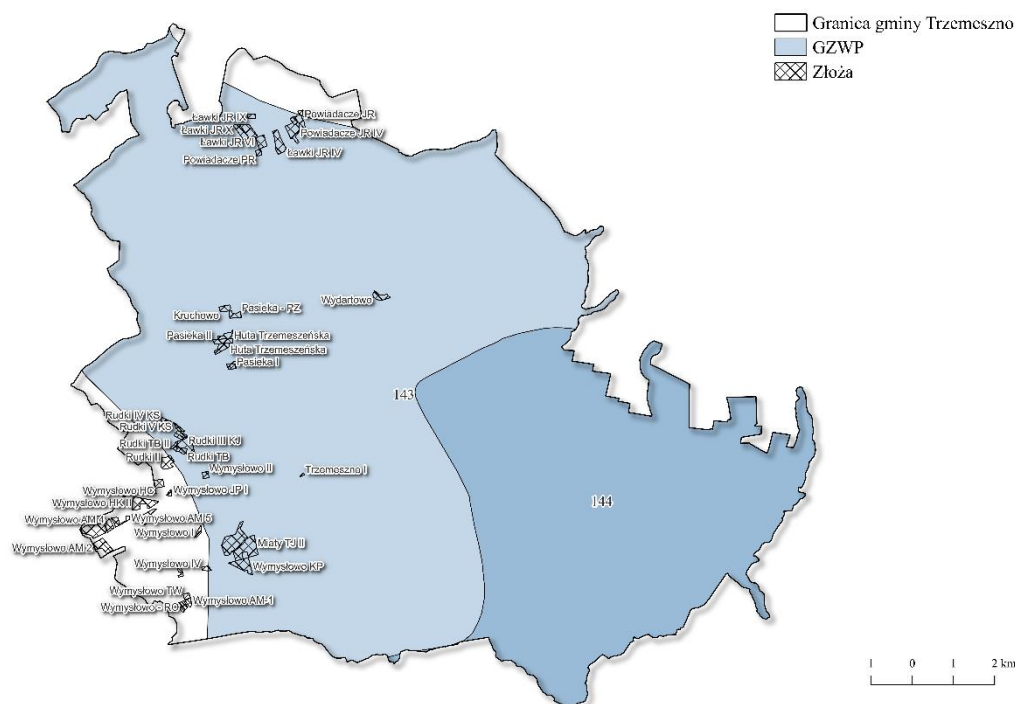 Granica gminy Trzemeszno
GZWP
Złoża
Ławki JR IX
Powiadacze JR
Ławki JR X
Powiadacze JR IV
Ławki JR VI
Ławki JR IV
Powiadacze PR
Wydartowo
Pasieka - PZ
Kruchowo
Pasieka II
Huta Trzemeszeńska
Huta Trzemeszeńska
Pasieka I
143
Rudki IV KS
Rudki V KS
Rudki III KJ
Rudki TB II
Rudki TB
Rudki II
Wymysłowo II
Trzemeszno I
Wymysłowo HC
Wymysłowo JP I
Wymysłowo HK II
144
Wymysłowo AM 4
Wymysłowo AM 5
Wymysłowo I
Wymysłowo AM 2
Miaty TJ II
Wymysłowo IV
Wymysłowo KP
Wymysłowo TW
Wymysłowo AM-1
Wymysłowo - RO
1 0 1 2 km